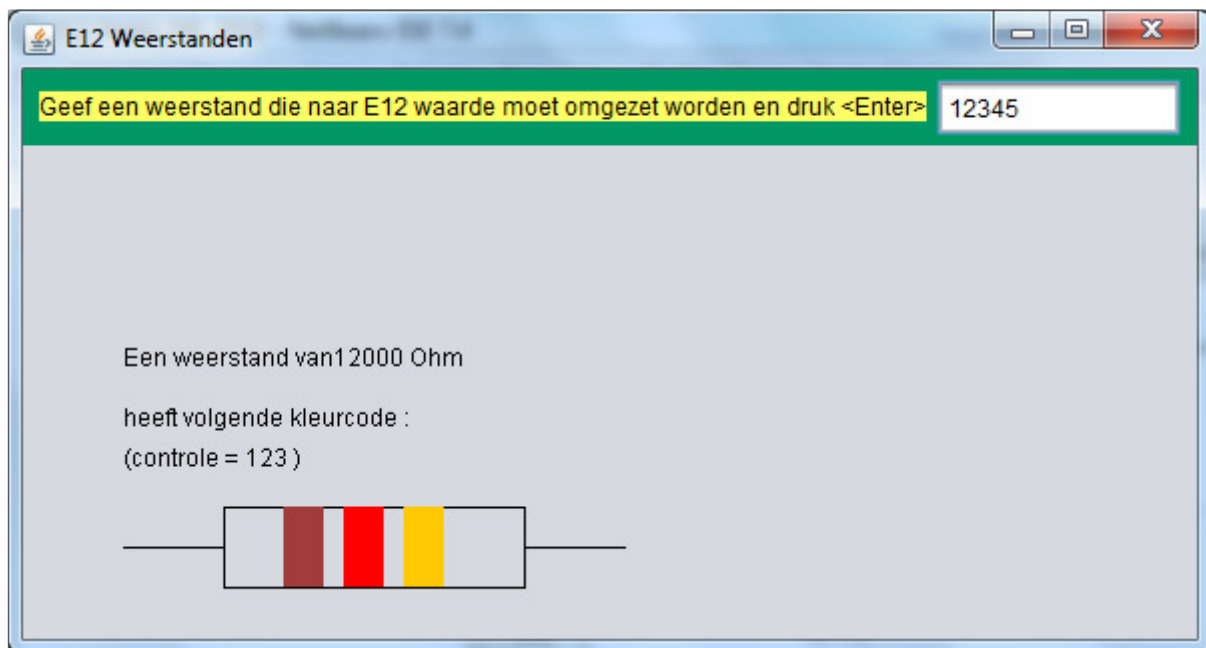 E12 Weerstanden
Geef een weerstand die naar E12 waarde moet omgezet worden en druk <Enter> 12345
Een weerstand van12000 Ohm
heeft volgende kleurcode :
(controle = 123 )